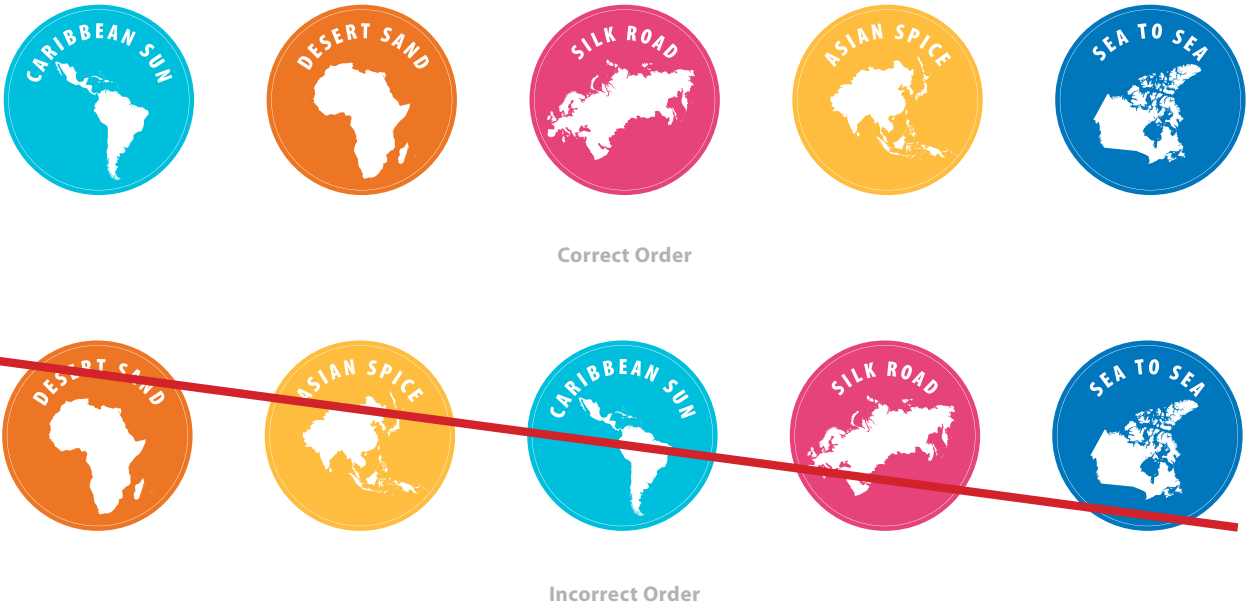 CARIBBEAN SUN
DESERT SAND
SILK ROAD
ASIAN SPICE
SEA TO SEA
Correct Order
DESERT SAND
ASIAN SPICE
CARIBBEAN SUN
SILK ROAD
SEA TO SEA
Incorrect Order